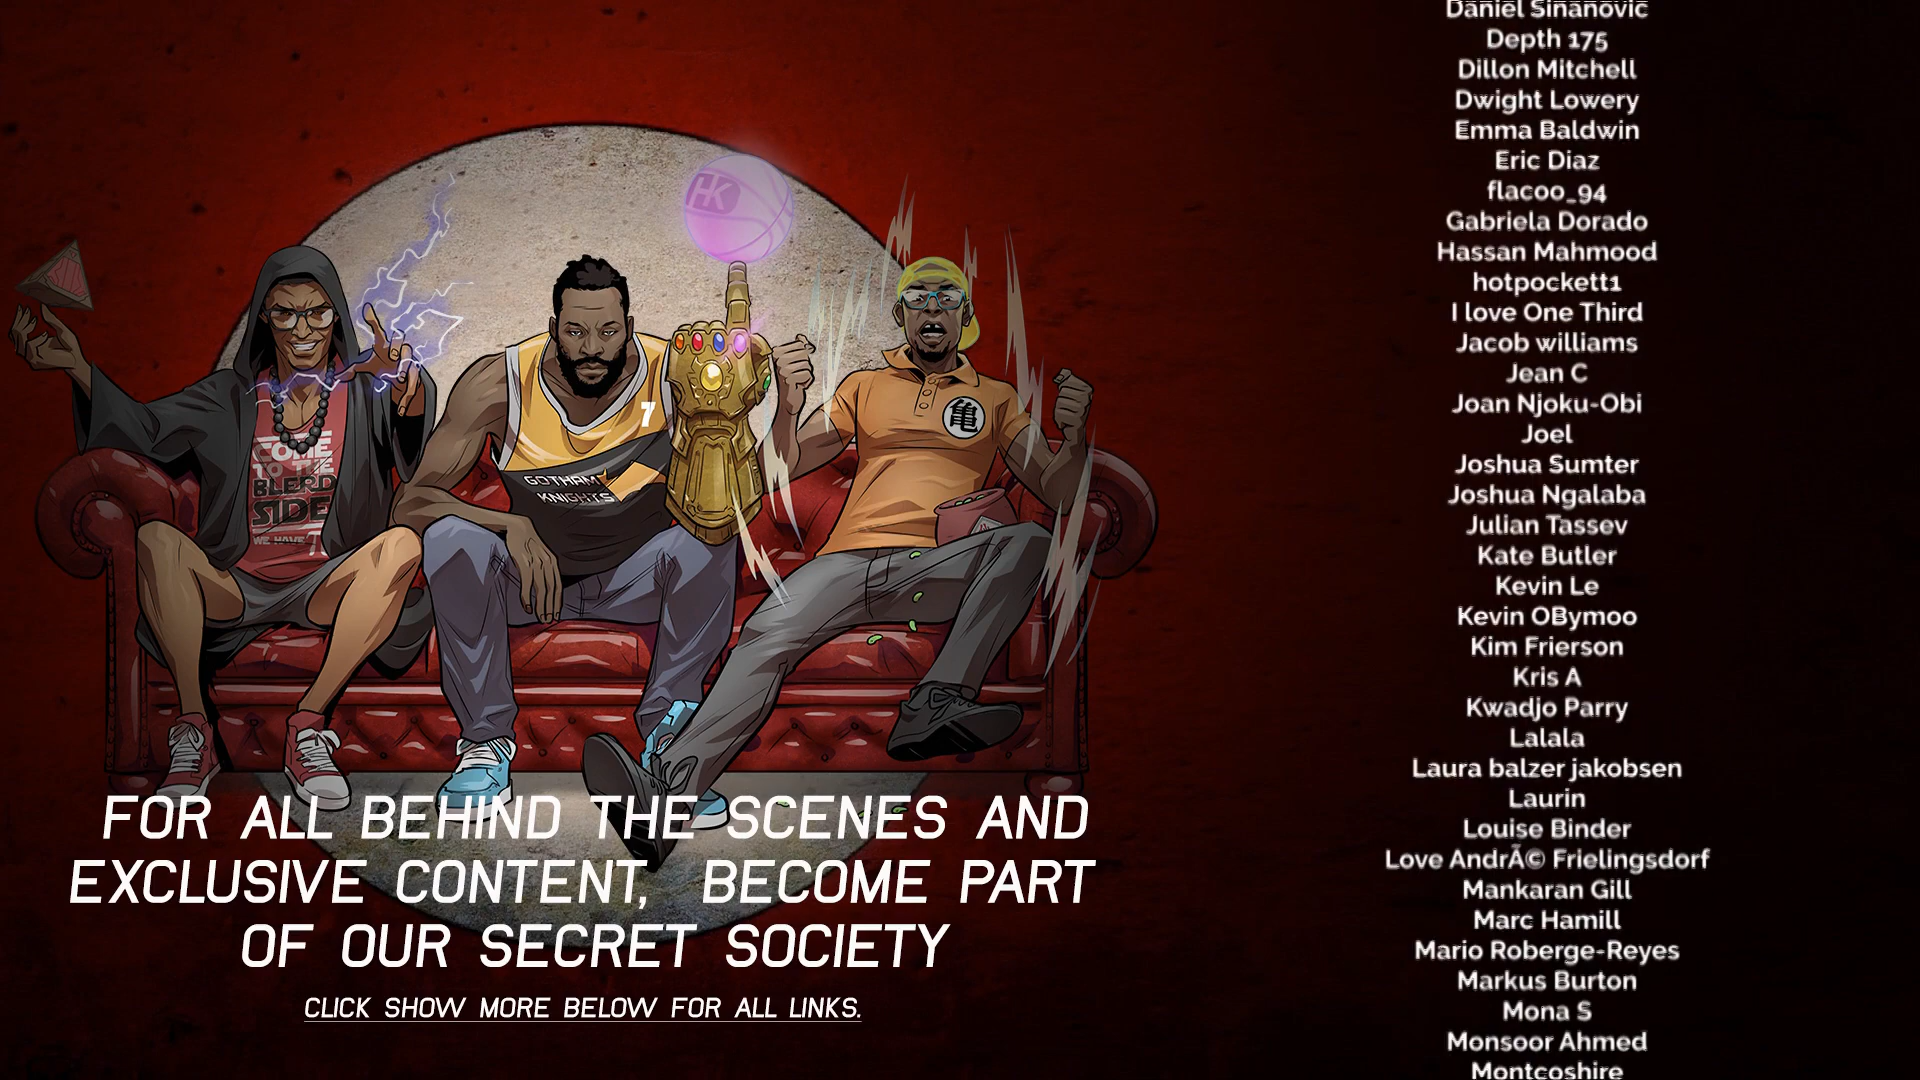 HK
7
GOTHAM
KNIGHTS
COME
TO THE
BLERD
SIDE
WE HAVE π
亀
FOR ALL BEHIND THE SCENES AND
EXCLUSIVE CONTENT, BECOME PART
OF OUR SECRET SOCIETY
CLICK SHOW MORE BELOW FOR ALL LINKS.
Daniel Sinanovic
Depth 175
Dillon Mitchell
Dwight Lowery
Emma Baldwin
Eric Diaz
flacoo_94
Gabriela Dorado
Hassan Mahmood
hotpockett1
I love One Third
Jacob williams
Jean C
Joan Njoku-Obi
Joel
Joshua Sumter
Joshua Ngalaba
Julian Tassev
Kate Butler
Kevin Le
Kevin OBymoo
Kim Frierson
Kris A
Kwadjo Parry
Lalala
Laura balzer jakobsen
Laurin
Louise Binder
Love AndrÃ© Frielingsdorf
Mankaran Gill
Marc Hamill
Mario Roberge-Reyes
Markus Burton
Mona S
Monsoor Ahmed
Montcoshire